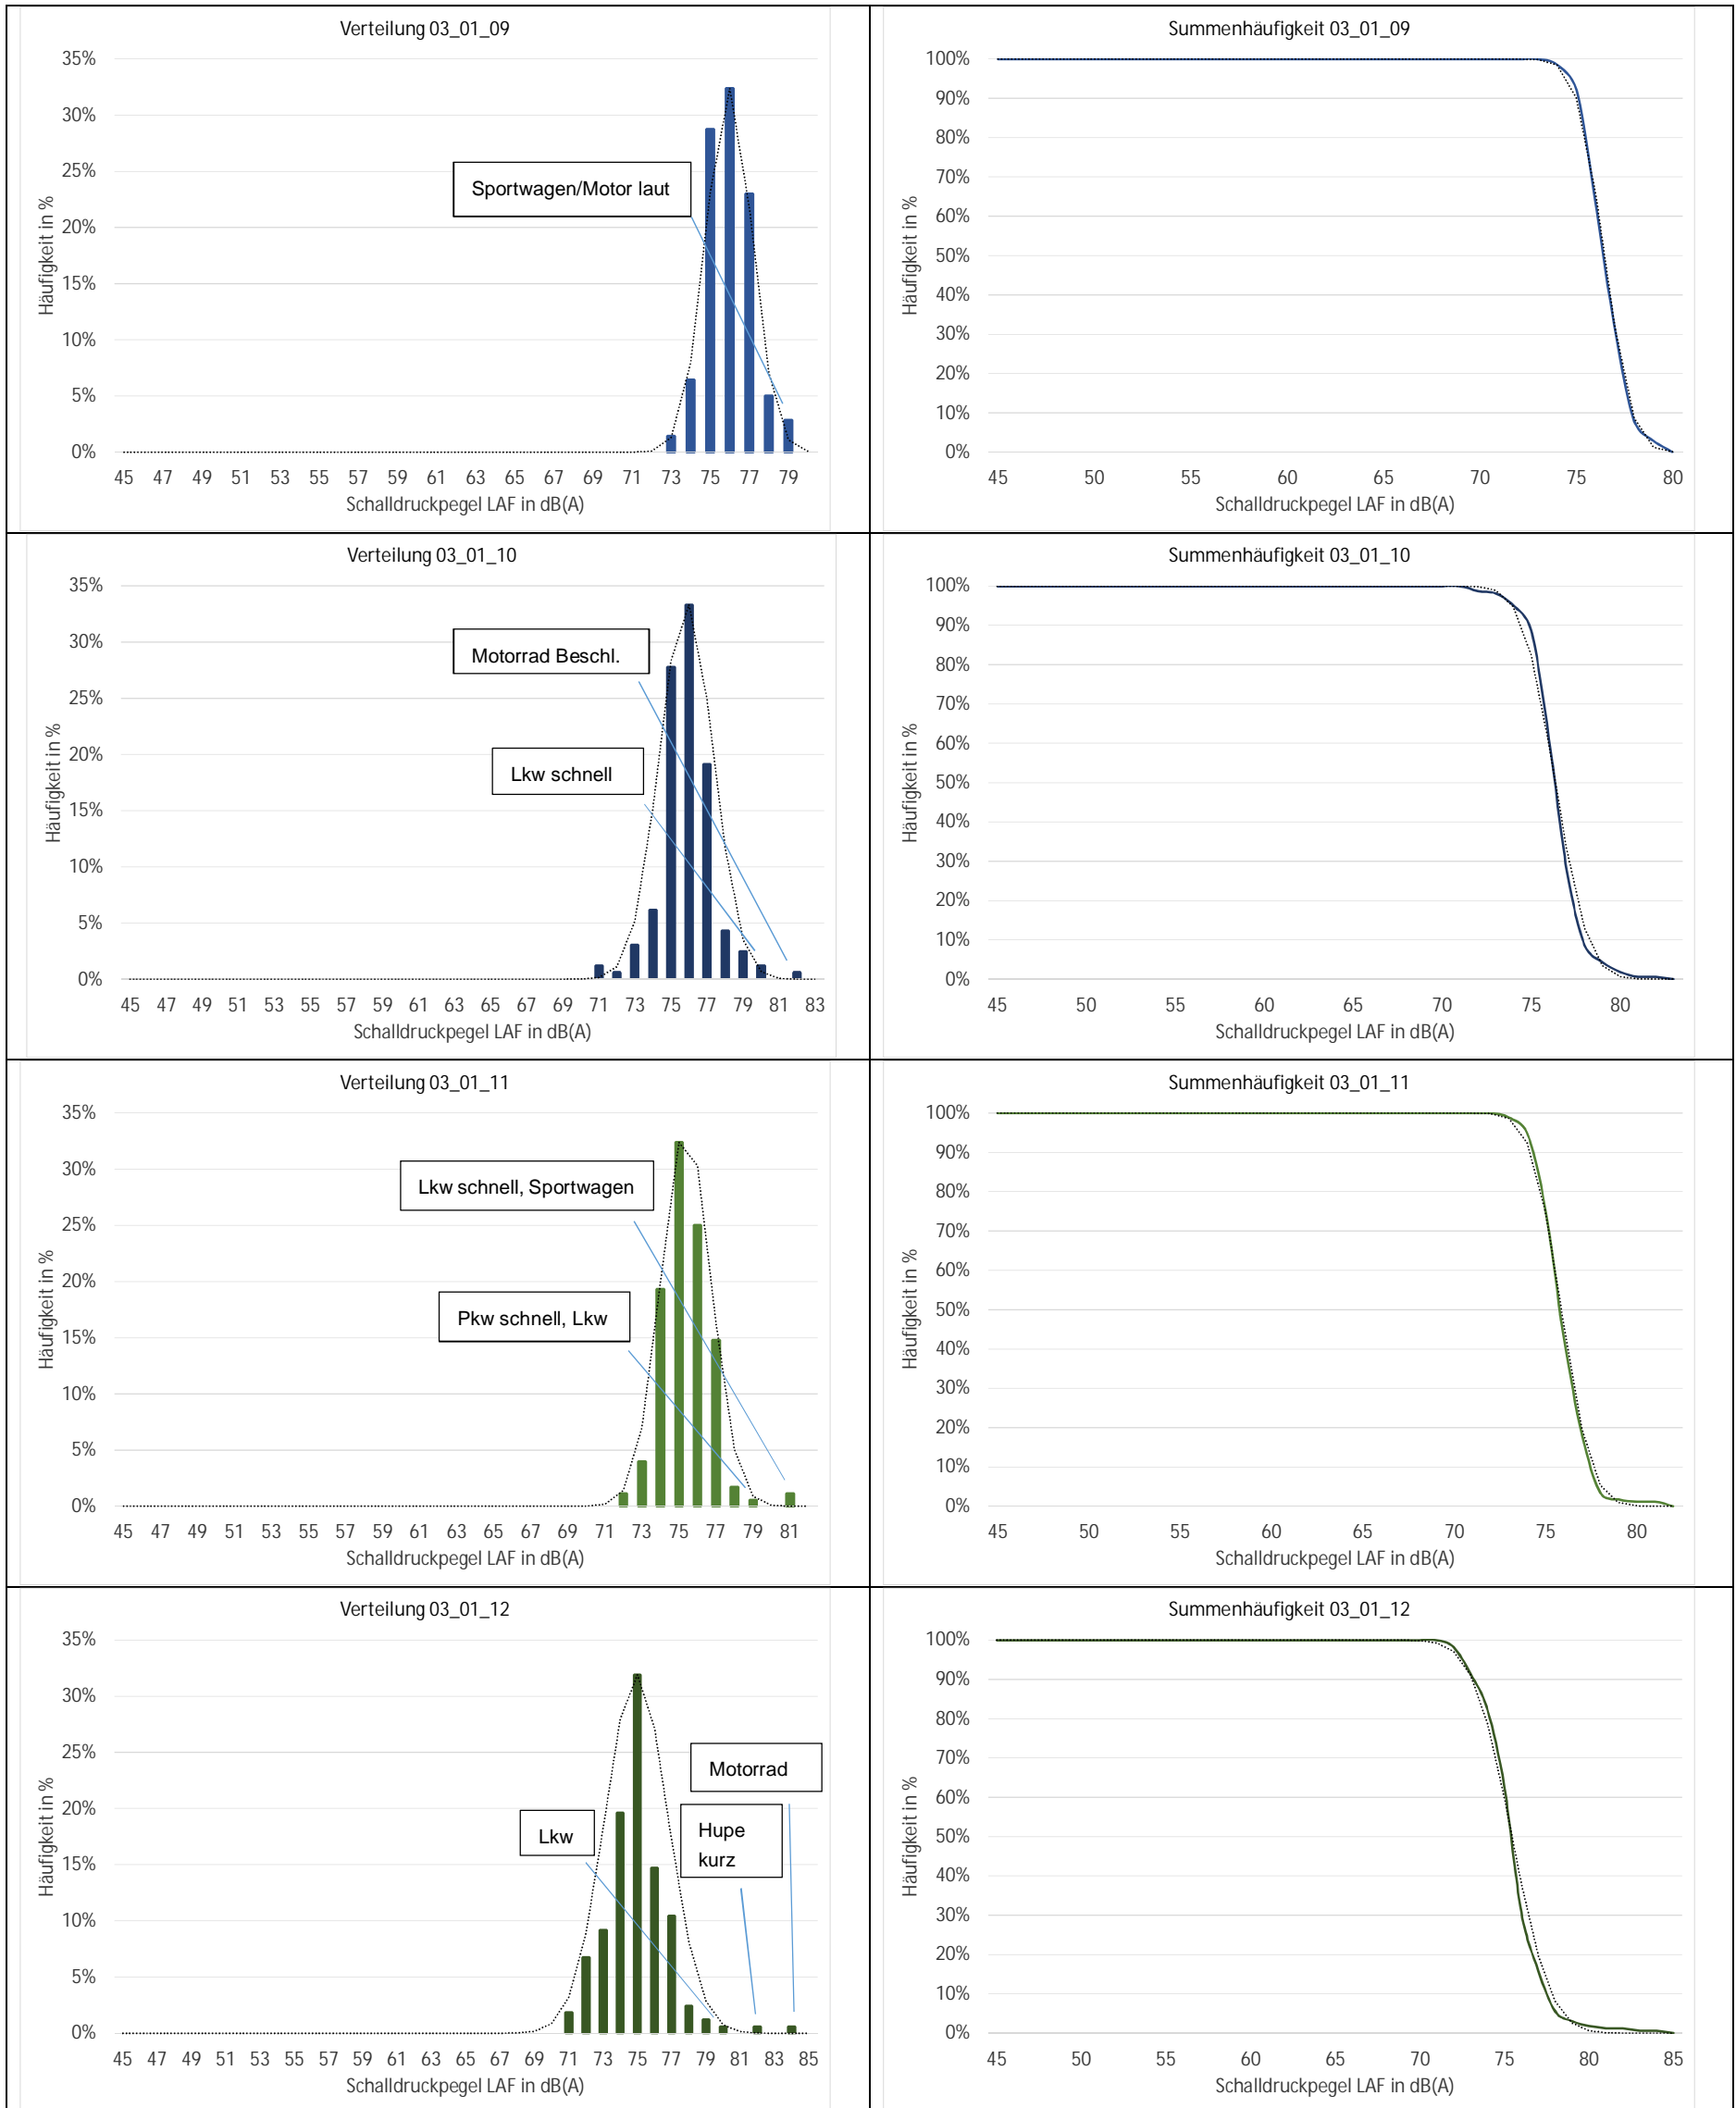 Verteilung 03_01_09
35%
30%
25%
20%
15%
10%
5%
0%
Häufigkeit in %
Sportwagen/Motor laut
45 47 49 51 53 55 57 59 61 63 65 67 69 71 73 75 77 79
Schalldruckpegel LAF in dB(A)
Summenhäufigkeit 03_01_09
100%
90%
80%
70%
60%
50%
40%
30%
20%
10%
0%
Häufigkeit in %
45 50 55 60 65 70 75 80
Schalldruckpegel LAF in dB(A)
Verteilung 03_01_10
35%
30%
25%
20%
15%
10%
5%
0%
Häufigkeit in %
Motorrad Beschl.
Lkw schnell
45 47 49 51 53 55 57 59 61 63 65 67 69 71 73 75 77 79 81 83
Schalldruckpegel LAF in dB(A)
Summenhäufigkeit 03_01_10
100%
90%
80%
70%
60%
50%
40%
30%
20%
10%
0%
Häufigkeit in %
45 50 55 60 65 70 75 80
Schalldruckpegel LAF in dB(A)
Verteilung 03_01_11
35%
30%
25%
20%
15%
10%
5%
0%
Häufigkeit in %
Lkw schnell, Sportwagen
Pkw schnell, Lkw
45 47 49 51 53 55 57 59 61 63 65 67 69 71 73 75 77 79 81
Schalldruckpegel LAF in dB(A)
Summenhäufigkeit 03_01_11
100%
90%
80%
70%
60%
50%
40%
30%
20%
10%
0%
Häufigkeit in %
45 50 55 60 65 70 75 80
Schalldruckpegel LAF in dB(A)
Verteilung 03_01_12
35%
30%
25%
20%
15%
10%
5%
0%
Häufigkeit in %
Motorrad
Lkw
Hupe
kurz
45 47 49 51 53 55 57 59 61 63 65 67 69 71 73 75 77 79 81 83 85
Schalldruckpegel LAF in dB(A)
Summenhäufigkeit 03_01_12
100%
90%
80%
70%
60%
50%
40%
30%
20%
10%
0%
Häufigkeit in %
45 50 55 60 65 70 75 80 85
Schalldruckpegel LAF in dB(A)